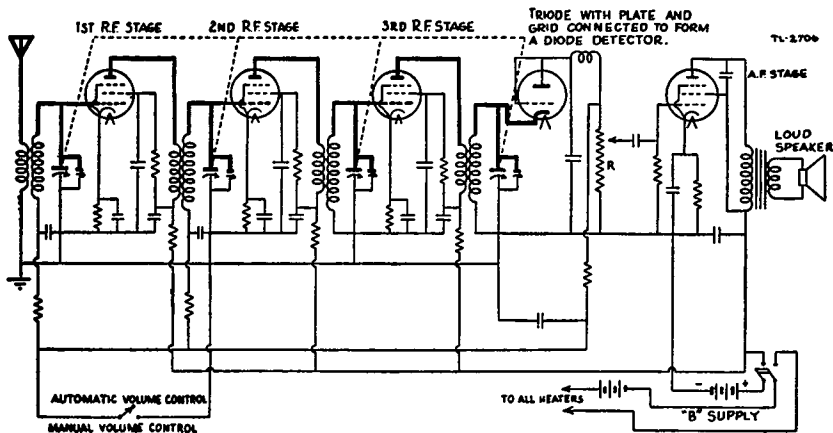 1ST R.F. STAGE
2ND R.F. STAGE
3RD R.F. STAGE
TRIODE WITH PLATE AND
GRID CONNECTED TO FORM
A DIODE DETECTOR.
TL-2706
A.F. STAGE
LOUD
SPEAKER
R
AUTOMATIC VOLUME CONTROL
MANUAL VOLUME CONTROL
TO ALL HEATERS
- +
"B" SUPPLY